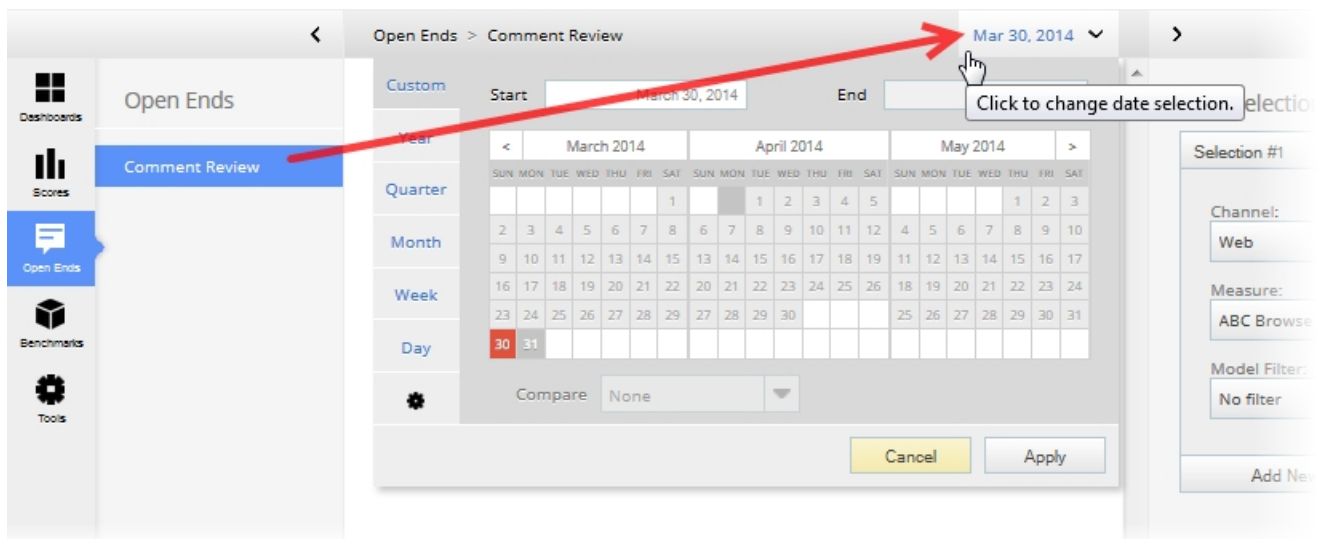 Open Ends > Comment Review
Mar 30, 2014
Dashboards
Scores
Open Ends
Benchmarks
Tools
Open Ends
Comment Review
Custom
Year
Quarter
Month
Week
Day
Start March 30, 2014 End
Click to change date selection.
< March 2014 April 2014 May 2014 >
SUN MON TUE WED THU FRI SAT SUN MON TUE WED THU FRI SAT SUN MON TUE WED THU FRI SAT
1 1 2 3 4 5 1 2 3
2 3 4 5 6 7 8 6 7 8 9 10 11 12 4 5 6 7 8 9 10
9 10 11 12 13 14 15 13 14 15 16 17 18 19 11 12 13 14 15 16 17
16 17 18 19 20 21 22 20 21 22 23 24 25 26 18 19 20 21 22 23 24
23 24 25 26 27 28 29 27 28 29 30 25 26 27 28 29 30 31
30 31
Compare None
Cancel Apply
Selection #1
Channel:
Web
Measure:
ABC Browse
Model Filter:
No filter
Add New